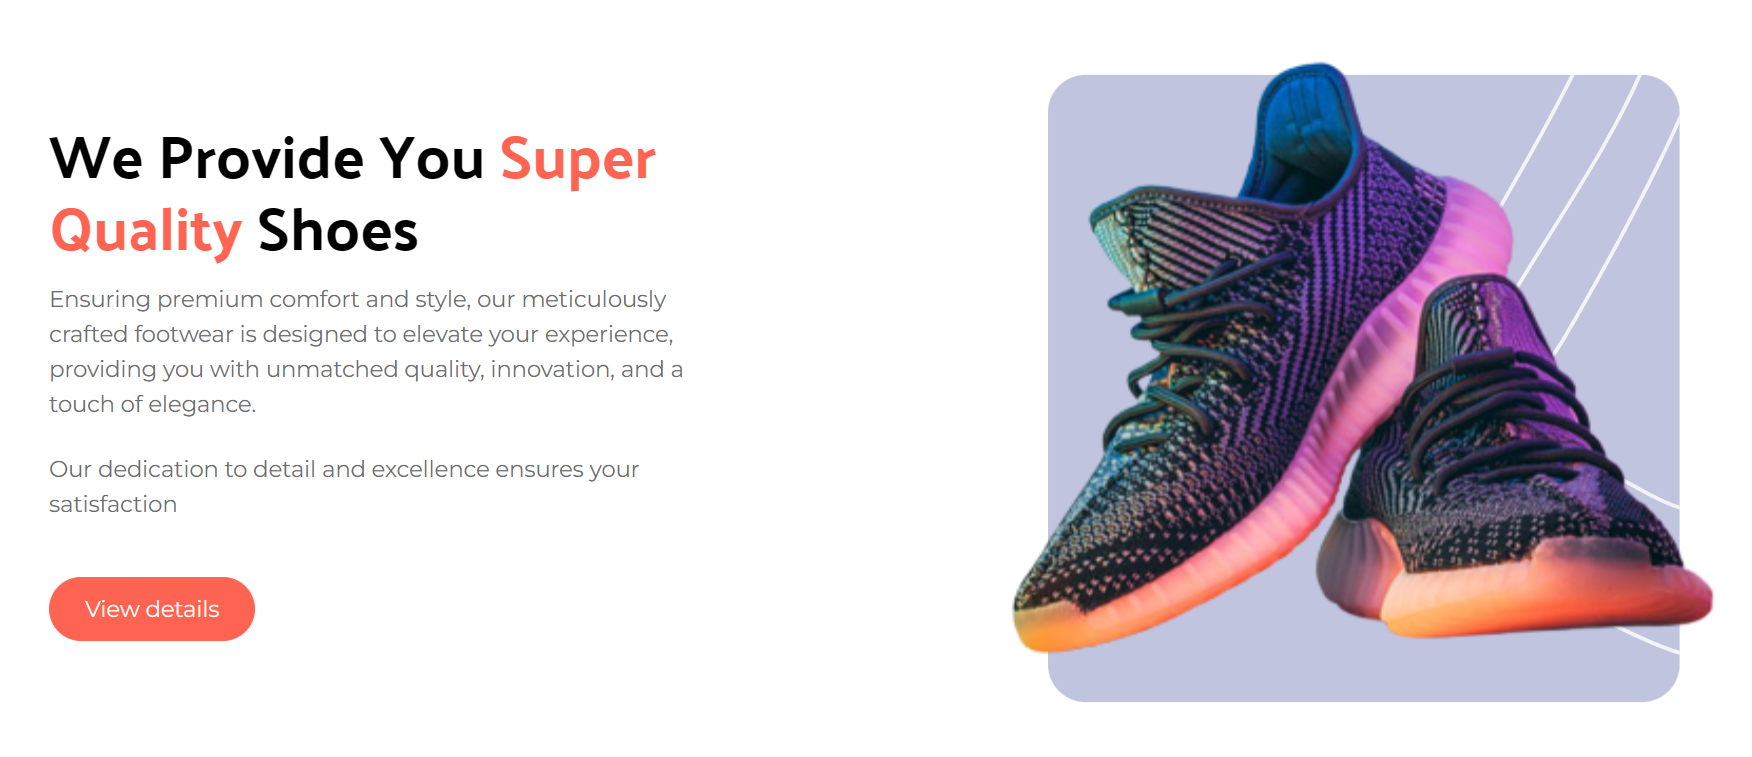 We Provide You Super
Quality Shoes
Ensuring premium comfort and style, our meticulously
crafted footwear is designed to elevate your experience,
providing you with unmatched quality, innovation, and a
touch of elegance.
Our dedication to detail and excellence ensures your
satisfaction
View details